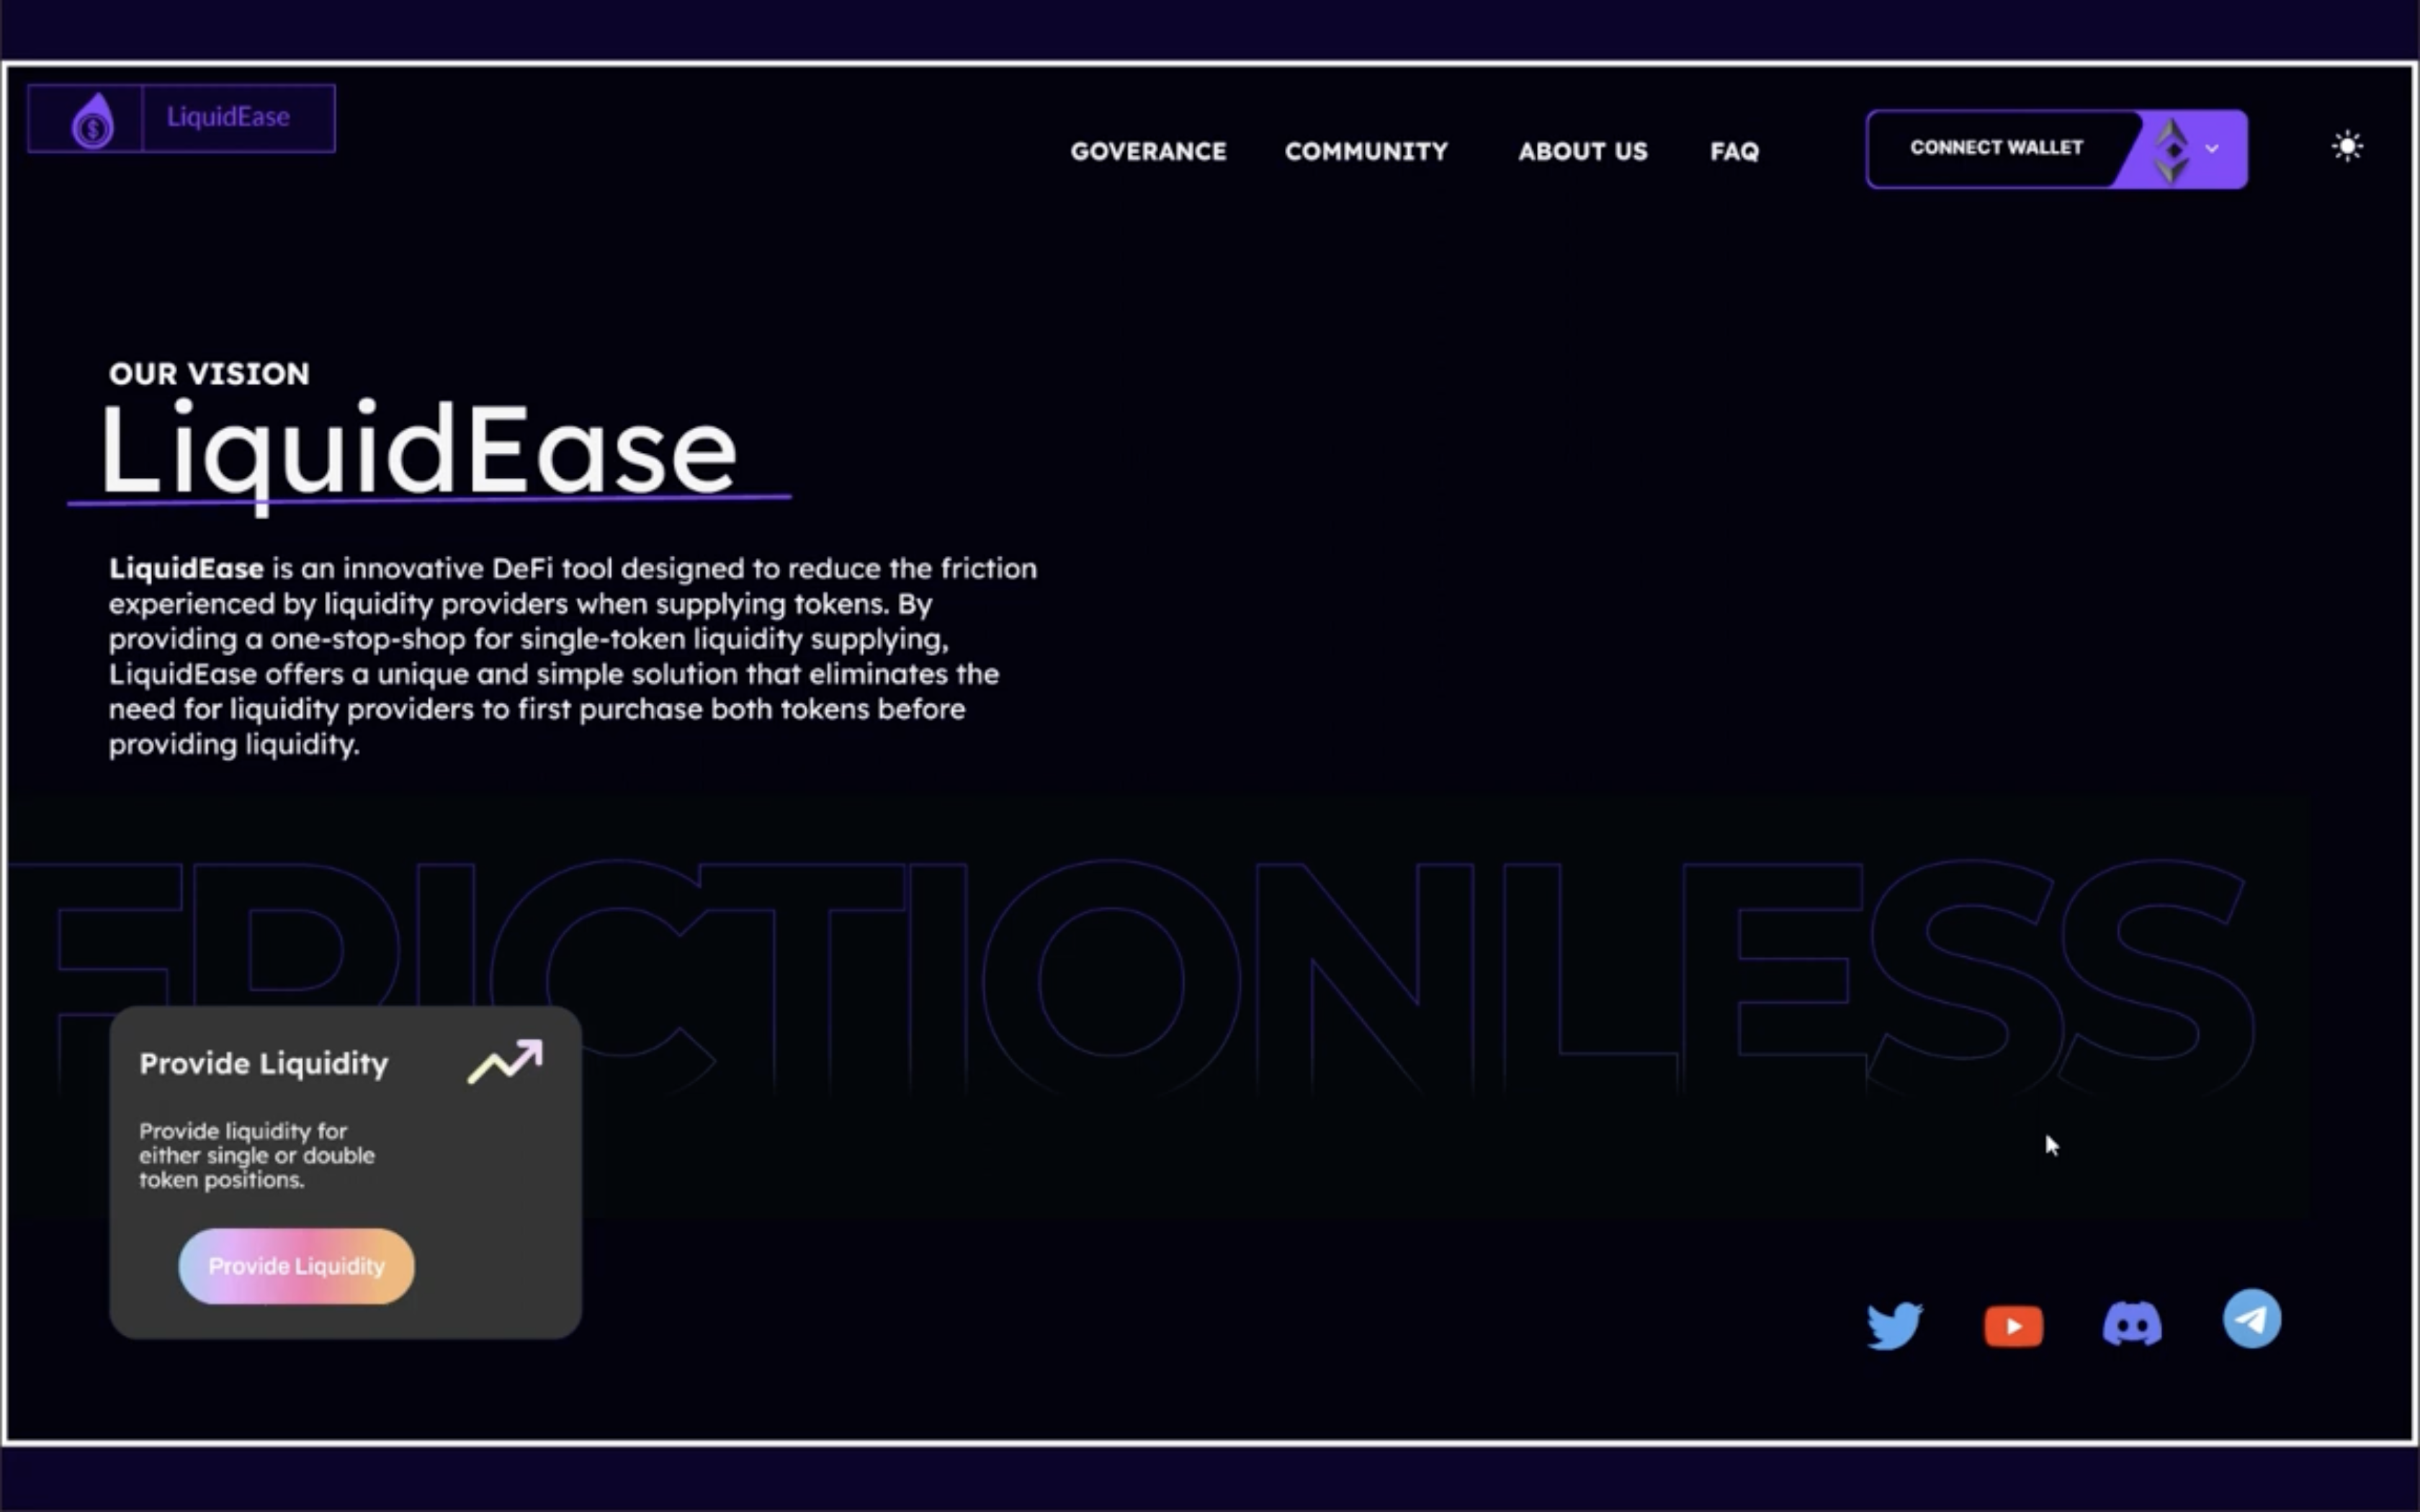 LiquidEase
GOVERANCE COMMUNITY ABOUT US FAQ
CONNECT WALLET
OUR VISION
LiquidEase
LiquidEase is an innovative DeFi tool designed to reduce the friction
experienced by liquidity providers when supplying tokens. By
providing a one-stop-shop for single-token liquidity supplying,
LiquidEase offers a unique and simple solution that eliminates the
need for liquidity providers to first purchase both tokens before
providing liquidity.
FRICTIONLESS
Provide Liquidity
Provide liquidity for
either single or double
token positions.
Provide Liquidity